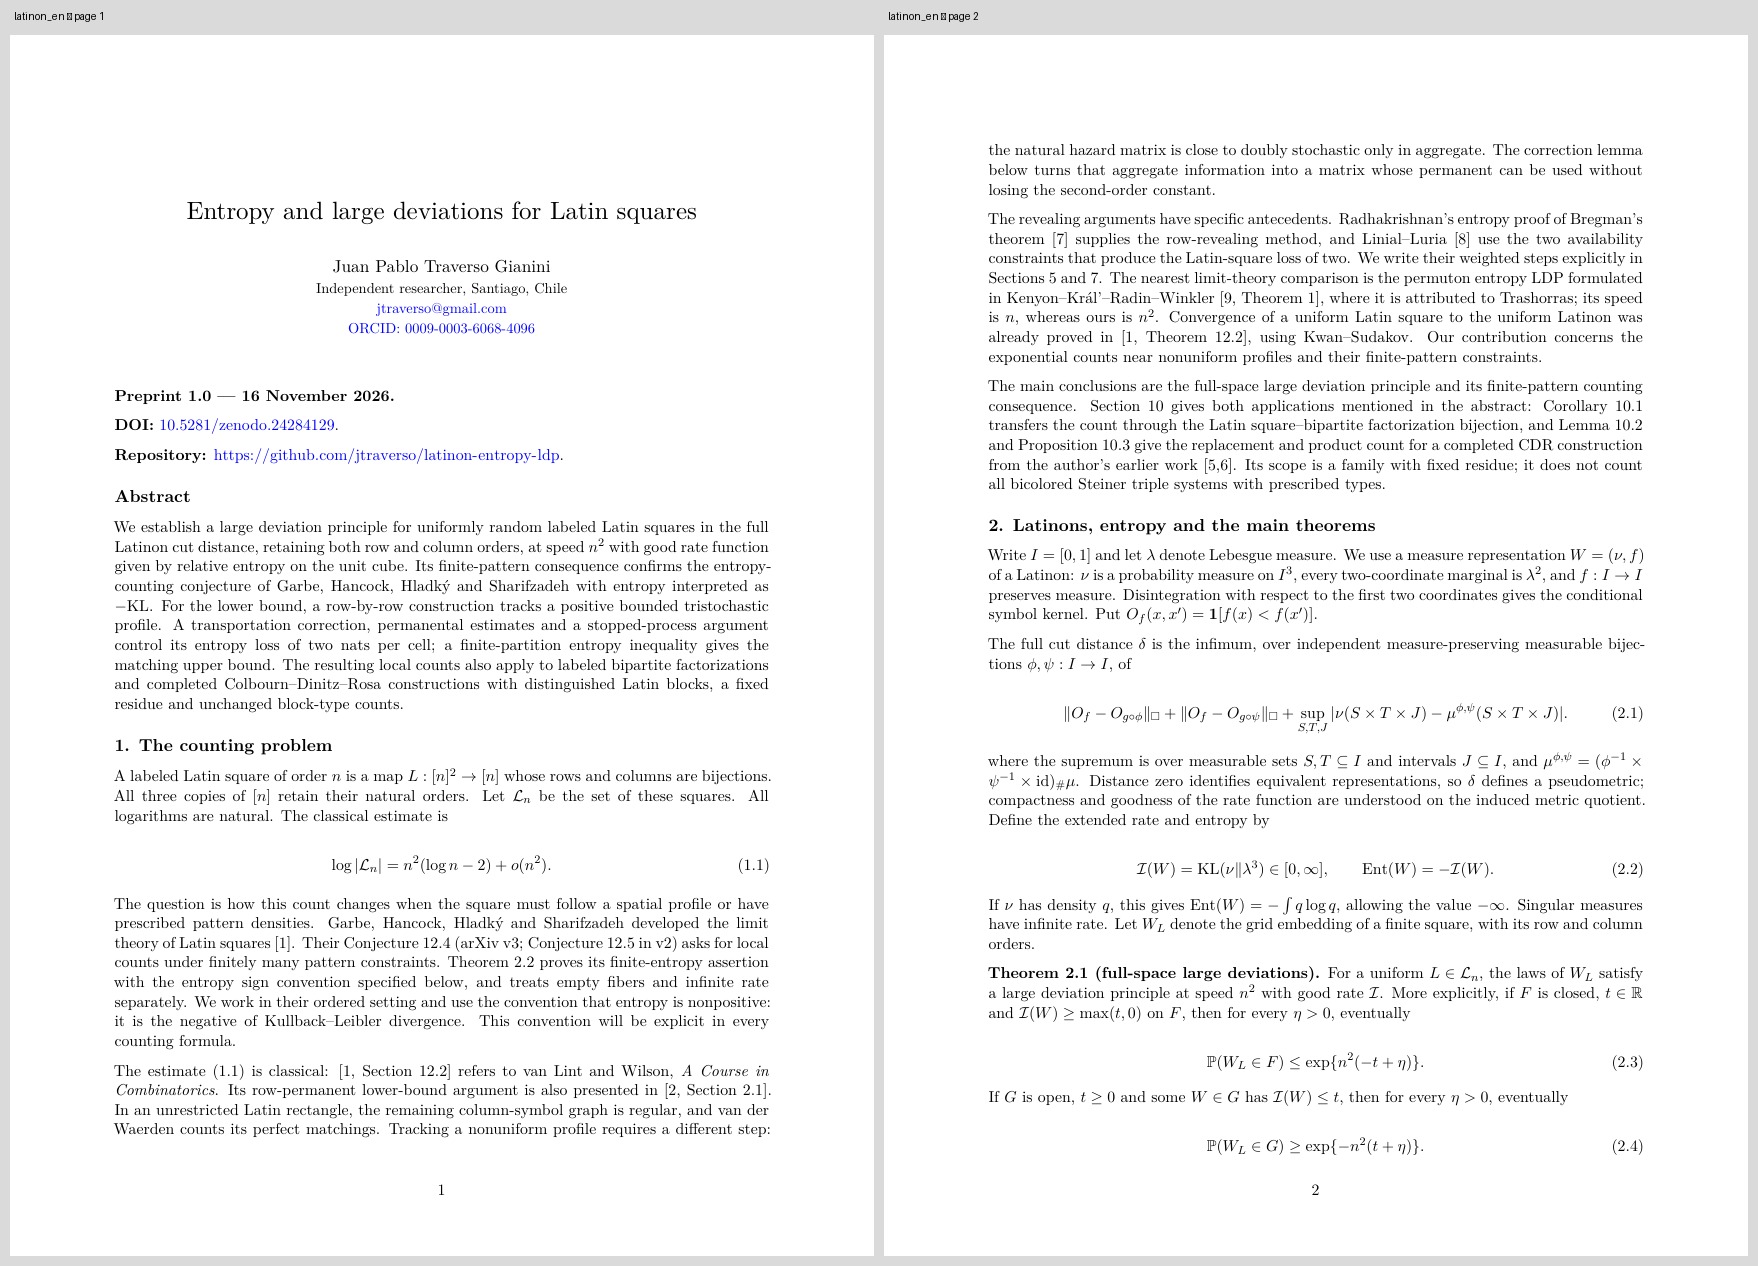 latinon_en page 1
Entropy and large deviations for Latin squares
Juan Pablo Traverso Gianini
Independent researcher, Santiago, Chile
jtraverso@gmail.com
ORCID: 0009-0003-6068-4096
Preprint 1.0 — 16 November 2026.
DOI: 10.5281/zenodo.24284129.
Repository: https://github.com/jtraverso/latinon-entropy-ldp.
Abstract
We establish a large deviation principle for uniformly random labeled Latin squares in the full
Latinon cut distance, retaining both row and column orders, at speed n² with good rate function
given by relative entropy on the unit cube. Its finite-pattern consequence confirms the entropy-
counting conjecture of Garbe, Hancock, Hladký and Sharifzadeh with entropy interpreted as
−KL. For the lower bound, a row-by-row construction tracks a positive bounded tristochastic
profile. A transportation correction, permanental estimates and a stopped-process argument
control its entropy loss of two nats per cell; a finite-partition entropy inequality gives the
matching upper bound. The resulting local counts also apply to labeled bipartite factorizations
and completed Colbourn–Dinitz–Rosa constructions with distinguished Latin blocks, a fixed
residue and unchanged block-type counts.
1. The counting problem
A labeled Latin square of order n is a map L : [n]² → [n] whose rows and columns are bijections.
All three copies of [n] retain their natural orders. Let ℒₙ be the set of these squares. All
logarithms are natural. The classical estimate is
log |ℒₙ| = n²(log n − 2) + o(n²). (1.1)
The question is how this count changes when the square must follow a spatial profile or have
prescribed pattern densities. Garbe, Hancock, Hladký and Sharifzadeh developed the limit
theory of Latin squares [1]. Their Conjecture 12.4 (arXiv v3; Conjecture 12.5 in v2) asks for local
counts under finitely many pattern constraints. Theorem 2.2 proves its finite-entropy assertion
with the entropy sign convention specified below, and treats empty fibers and infinite rate
separately. We work in their ordered setting and use the convention that entropy is nonpositive:
it is the negative of Kullback–Leibler divergence. This convention will be explicit in every
counting formula.
The estimate (1.1) is classical: [1, Section 12.2] refers to van Lint and Wilson, A Course in
Combinatorics. Its row-permanent lower-bound argument is also presented in [2, Section 2.1].
In an unrestricted Latin rectangle, the remaining column-symbol graph is regular, and van der
Waerden counts its perfect matchings. Tracking a nonuniform profile requires a different step:
1
latinon_en page 2
the natural hazard matrix is close to doubly stochastic only in aggregate. The correction lemma
below turns that aggregate information into a matrix whose permanent can be used without
losing the second-order constant.
The revealing arguments have specific antecedents. Radhakrishnan's entropy proof of Bregman's
theorem [7] supplies the row-revealing method, and Linial–Luria [8] use the two availability
constraints that produce the Latin-square loss of two. We write their weighted steps explicitly in
Sections 5 and 7. The nearest limit-theory comparison is the permuton entropy LDP formulated
in Kenyon–Král'–Radin–Winkler [9, Theorem 1], where it is attributed to Trashorras; its speed
is n, whereas ours is n². Convergence of a uniform Latin square to the uniform Latinon was
already proved in [1, Theorem 12.2], using Kwan–Sudakov. Our contribution concerns the
exponential counts near nonuniform profiles and their finite-pattern constraints.
The main conclusions are the full-space large deviation principle and its finite-pattern counting
consequence. Section 10 gives both applications mentioned in the abstract: Corollary 10.1
transfers the count through the Latin square–bipartite factorization bijection, and Lemma 10.2
and Proposition 10.3 give the replacement and product count for a completed CDR construction
from the author's earlier work [5,6]. Its scope is a family with fixed residue; it does not count
all bicolored Steiner triple systems with prescribed types.
2. Latinons, entropy and the main theorems
Write I = [0, 1] and let λ denote Lebesgue measure. We use a measure representation W = (ν, f)
of a Latinon: ν is a probability measure on I³, every two-coordinate marginal is λ², and f : I → I
preserves measure. Disintegration with respect to the first two coordinates gives the conditional
symbol kernel. Put O_f(x, x′) = 1[f(x) < f(x′)].
The full cut distance δ is the infimum, over independent measure-preserving measurable bijec-
tions ϕ, ψ : I → I, of
‖O_f − O_{g∘ϕ}‖_□ + ‖O_f − O_{g∘ψ}‖_□ + sup_{S,T,J} |ν(S × T × J) − μ^{ϕ,ψ}(S × T × J)|. (2.1)
where the supremum is over measurable sets S, T ⊆ I and intervals J ⊆ I, and μ^{ϕ,ψ} = (ϕ⁻¹ ×
ψ⁻¹ × id)_#μ. Distance zero identifies equivalent representations, so δ defines a pseudometric;
compactness and goodness of the rate function are understood on the induced metric quotient.
Define the extended rate and entropy by
ℐ(W) = KL(ν‖λ³) ∈ [0, ∞], Ent(W) = −ℐ(W). (2.2)
If ν has density q, this gives Ent(W) = − ∫ q log q, allowing the value −∞. Singular measures
have infinite rate. Let W_L denote the grid embedding of a finite square, with its row and column
orders.
Theorem 2.1 (full-space large deviations). For a uniform L ∈ ℒₙ, the laws of W_L satisfy
a large deviation principle at speed n² with good rate ℐ. More explicitly, if F is closed, t ∈ ℝ
and ℐ(W) ≥ max(t, 0) on F, then for every η > 0, eventually
ℙ(W_L ∈ F) ≤ exp{n²(−t + η)}. (2.3)
If G is open, t ≥ 0 and some W ∈ G has ℐ(W) ≤ t, then for every η > 0, eventually
ℙ(W_L ∈ G) ≥ exp{−n²(t + η)}. (2.4)
2